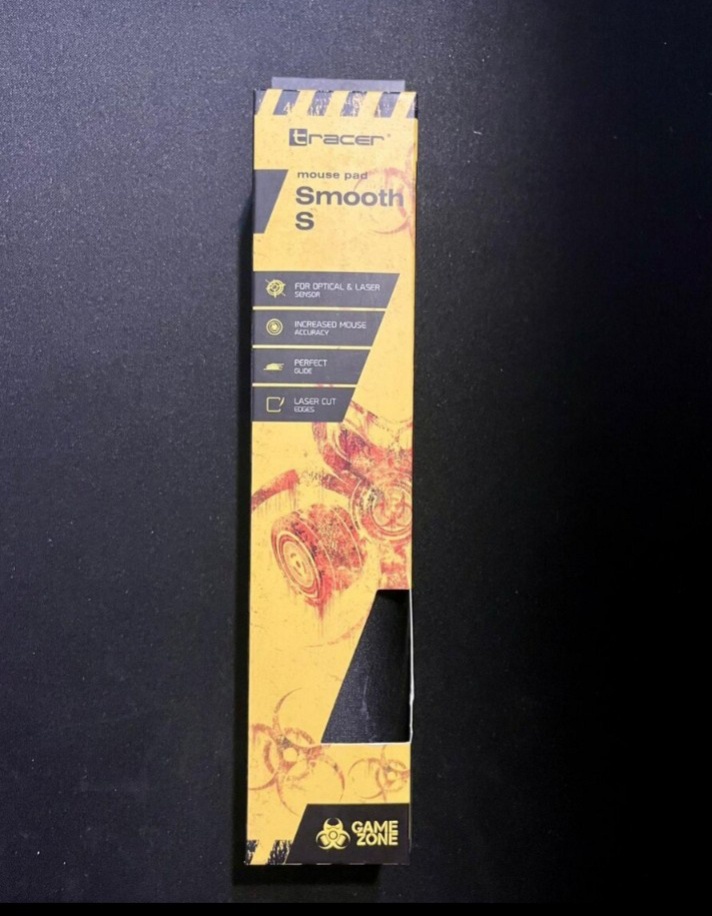 tracer
mouse pad
Smooth
S
FOR OPTICAL & LASER
SENSOR
INCREASED MOUSE
ACCURACY
PERFECT
GLIDE
LASER CUT
EDGES
GAME
ZONE